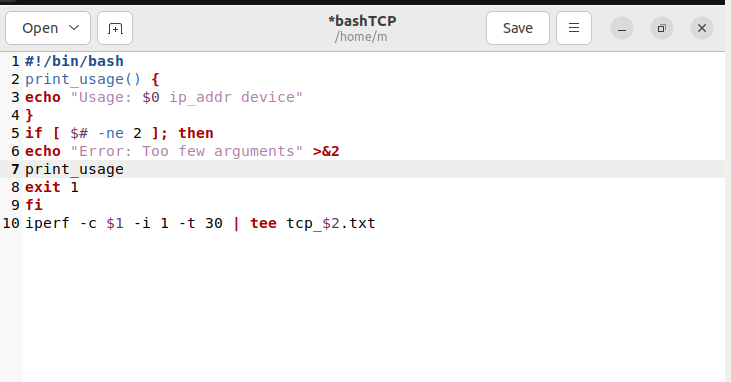 Open
*bashTCP
/home/m
Save
1 #!/bin/bash
2 print_usage() {
3 echo "Usage: $0 ip_addr device"
4 }
5 if [ $# -ne 2 ]; then
6 echo "Error: Too few arguments" >&2
7 print_usage
8 exit 1
9 fi
10 iperf -c $1 -i 1 -t 30 | tee tcp_$2.txt